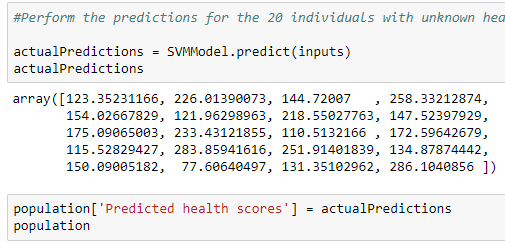 #Perform the predictions for the 20 individuals with unknown
actualPredictions = SVMModel.predict(inputs)
actualPredictions
array([123.35231166, 226.01390073, 144.72007   , 258.33212874,
       154.02667829, 121.96298963, 218.55027763, 147.52397929,
       175.09065003, 233.43121855, 110.5132166 , 172.59642679,
       115.52829427, 283.85941616, 251.91401839, 134.87874442,
       150.09005182,  77.60640497, 131.35102962, 286.1040856 ])
population['Predicted health scores'] = actualPredictions
population